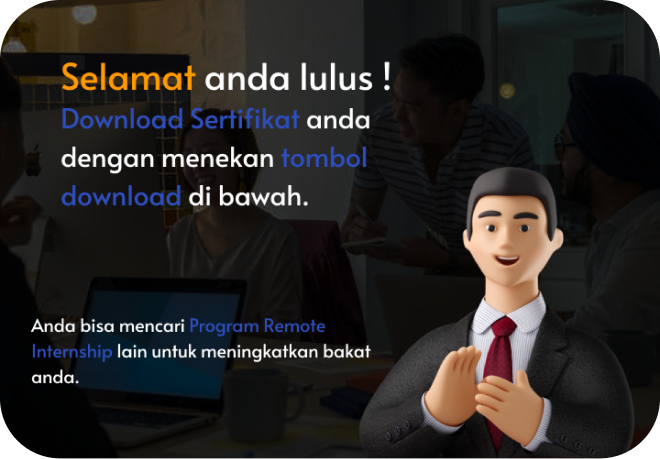 Selamat anda lulus !
Download Sertifikat anda
dengan menekan tombol
download di bawah.
Anda bisa mencari Program Remote
Internship lain untuk meningkatkan bakat
anda.